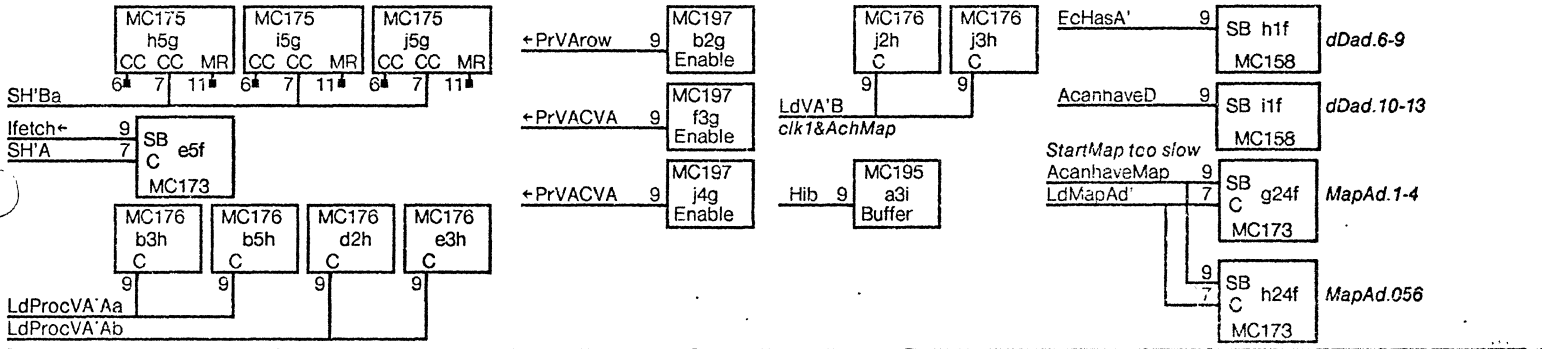 MC175 MC175 MC175
h5g i5g j5g
CC CC MR CC CC MR CC CC MR
6 7 11 6 7 11 6 7 11
SH'Ba
Ifetch← 9 SB e5f
SH'A 7 C
MC173
MC176 MC176 MC176 MC176
b3h b5h d2h e3h
C C C C
9 9 9 9
LdProcVA'Aa
LdProcVA'Ab
←PrVArow 9 MC197
b2g
Enable
←PrVACVA 9 MC197
f3g
Enable
←PrVACVA 9 MC197
j4g
Enable
MC176 MC176
j2h j3h
C C
9 9
LdVA'B
clk1&AchMap
Hib 9 MC195
a3i
Buffer
EcHasA' 9 SB h1f dDad.6-9
MC158
AcanhaveD 9 SB i1f dDad.10-13
MC158
StartMap too slow
AcanhaveMap 9 SB g24f MapAd.1-4
LdMapAd' 7 C
MC173
9 SB h24f MapAd.056
7 C
MC173